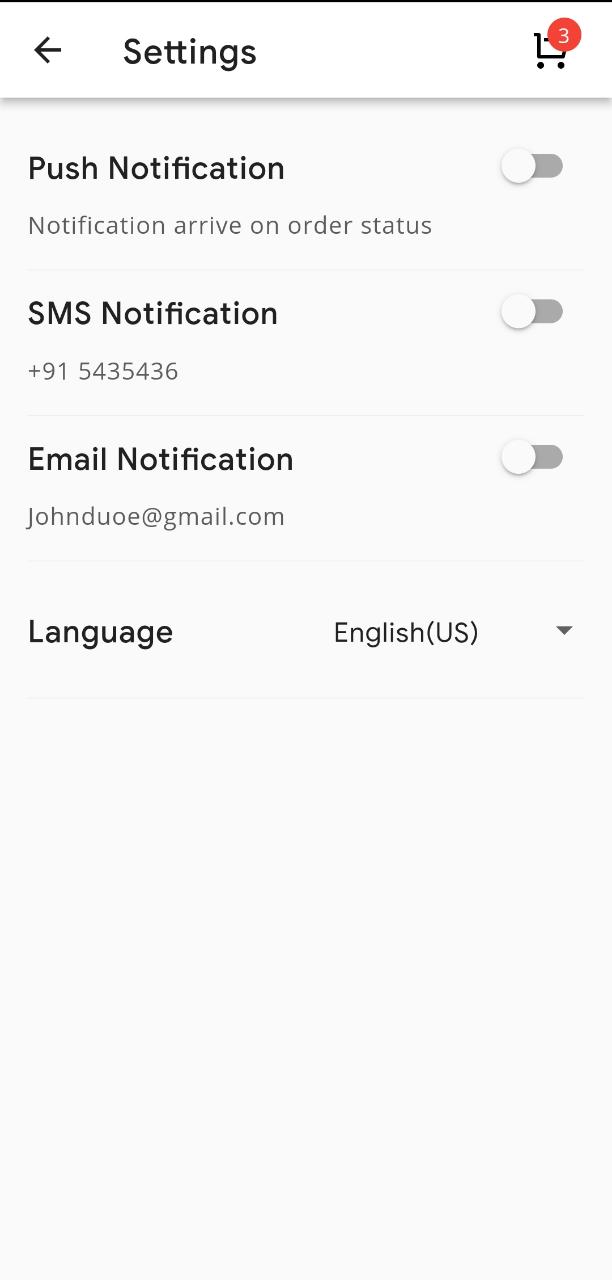 Settings
3
Push Notification
Notification arrive on order status
SMS Notification
+91 5435436
Email Notification
Johnduoe@gmail.com
Language English(US)